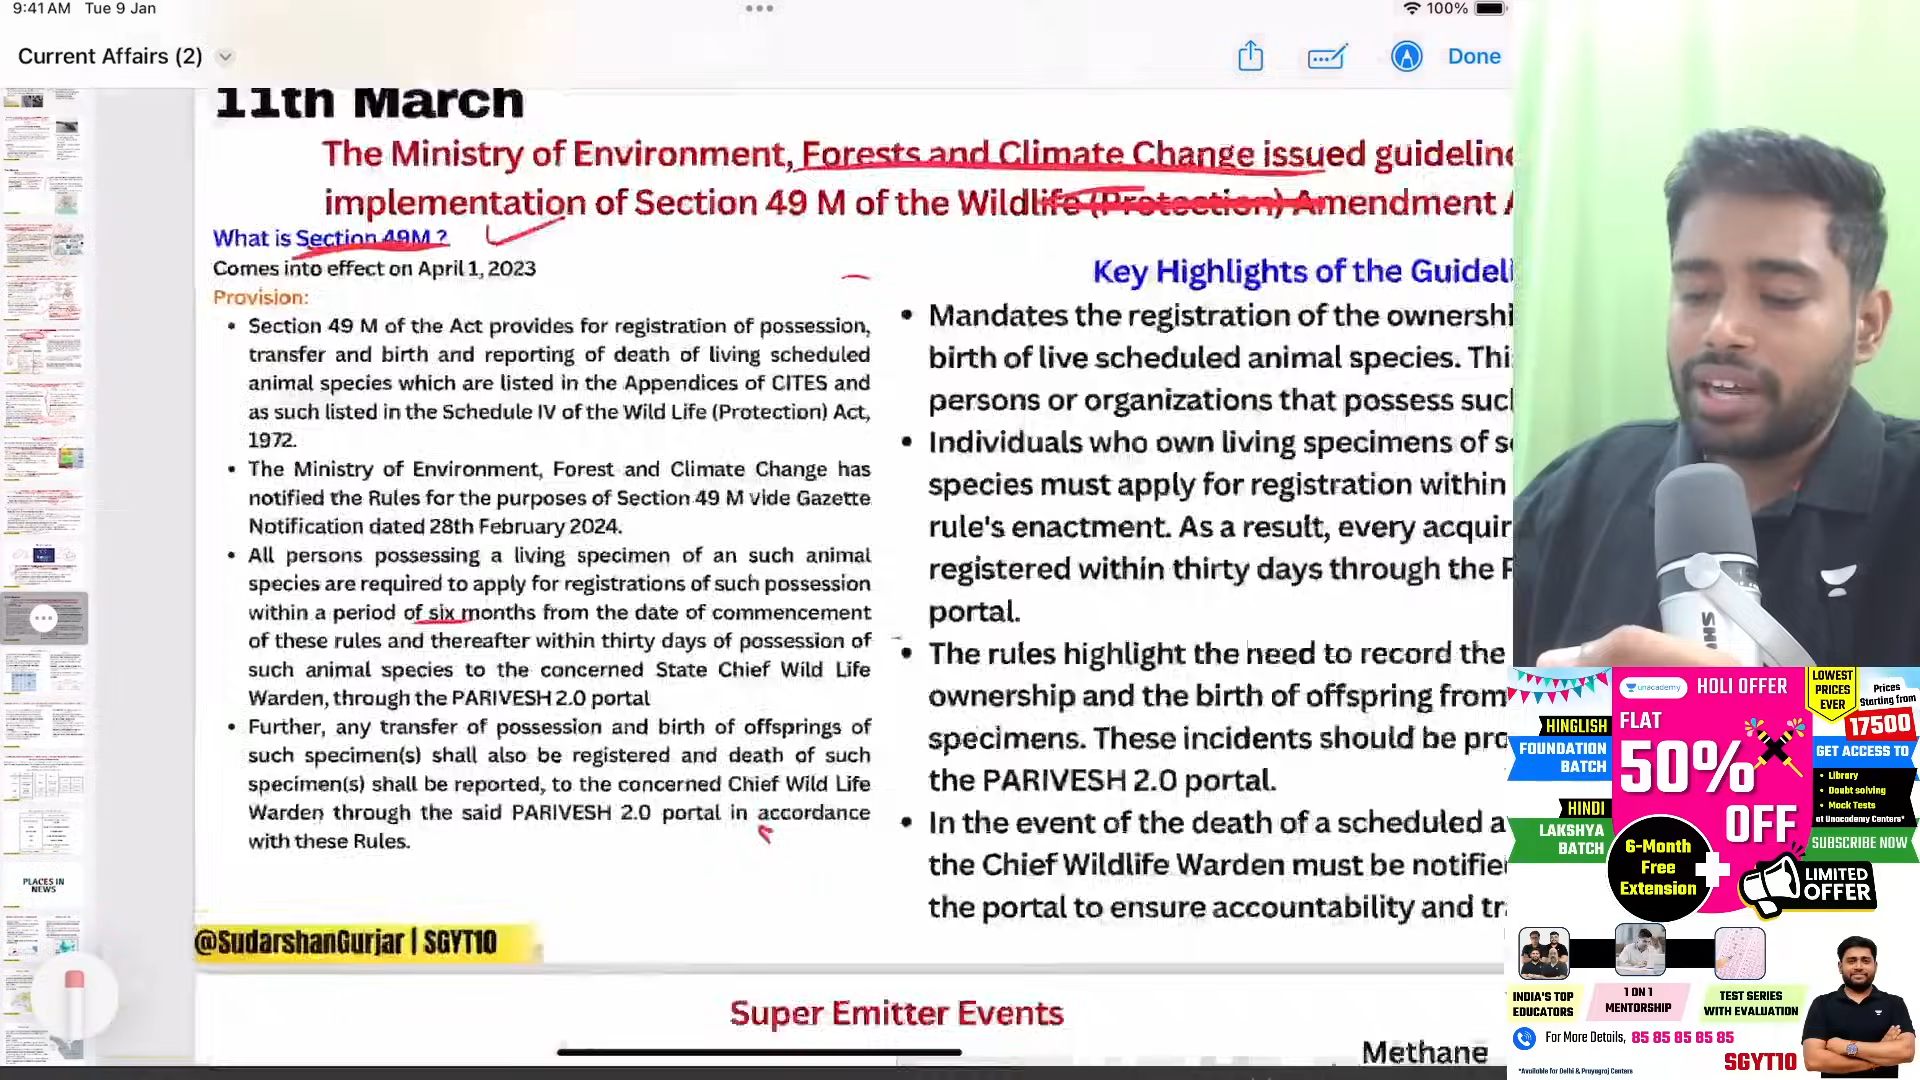 9:41 AM Tue 9 Jan
100%
Current Affairs (2)
Done
11th March
The Ministry of Environment, Forests and Climate Change issued guideline
implementation of Section 49 M of the Wildlife (Protection) Amendment A
What is Section 49M ?
Comes into effect on April 1, 2023
Provision:
• Section 49 M of the Act provides for registration of possession,
transfer and birth and reporting of death of living scheduled
animal species which are listed in the Appendices of CITES and
as such listed in the Schedule IV of the Wild Life (Protection) Act,
1972.
• The Ministry of Environment, Forest and Climate Change has
notified the Rules for the purposes of Section 49 M vide Gazette
Notification dated 28th February 2024.
• All persons possessing a living specimen of an such animal
species are required to apply for registrations of such possession
within a period of six months from the date of commencement
of these rules and thereafter within thirty days of possession of
such animal species to the concerned State Chief Wild Life
Warden, through the PARIVESH 2.0 portal
• Further, any transfer of possession and birth of offsprings of
such specimen(s) shall also be registered and death of such
specimen(s) shall be reported, to the concerned Chief Wild Life
Warden through the said PARIVESH 2.0 portal in accordance
with these Rules.
Key Highlights of the Guidel
• Mandates the registration of the ownershi
birth of live scheduled animal species. Thi
persons or organizations that possess suc
• Individuals who own living specimens of s
species must apply for registration within
rule's enactment. As a result, every acquir
registered within thirty days through the P
portal.
• The rules highlight the need to record the
ownership and the birth of offspring from
specimens. These incidents should be pro
the PARIVESH 2.0 portal.
• In the event of the death of a scheduled a
the Chief Wildlife Warden must be notifie
the portal to ensure accountability and tr
@SudarshanGurjar | SGYT10
Super Emitter Events
Methane
PLACES IN
NEWS
SH
unacademy
HOLI OFFER
LOWEST
PRICES
EVER
Prices
Starting from
17500
HINGLISH
FOUNDATION
BATCH
HINDI
LAKSHYA
BATCH
FLAT
50%
OFF
6-Month
Free
Extension
+
GET ACCESS TO
• Library
• Doubt solving
• Mock Tests
at Unacademy Centers*
SUBSCRIBE NOW
LIMITED
OFFER
INDIA'S TOP
EDUCATORS
1 ON 1
MENTORSHIP
TEST SERIES
WITH EVALUATION
For More Details, 85 85 85 85 85
SGYT10
*Available for Delhi & Prayagraj Centers